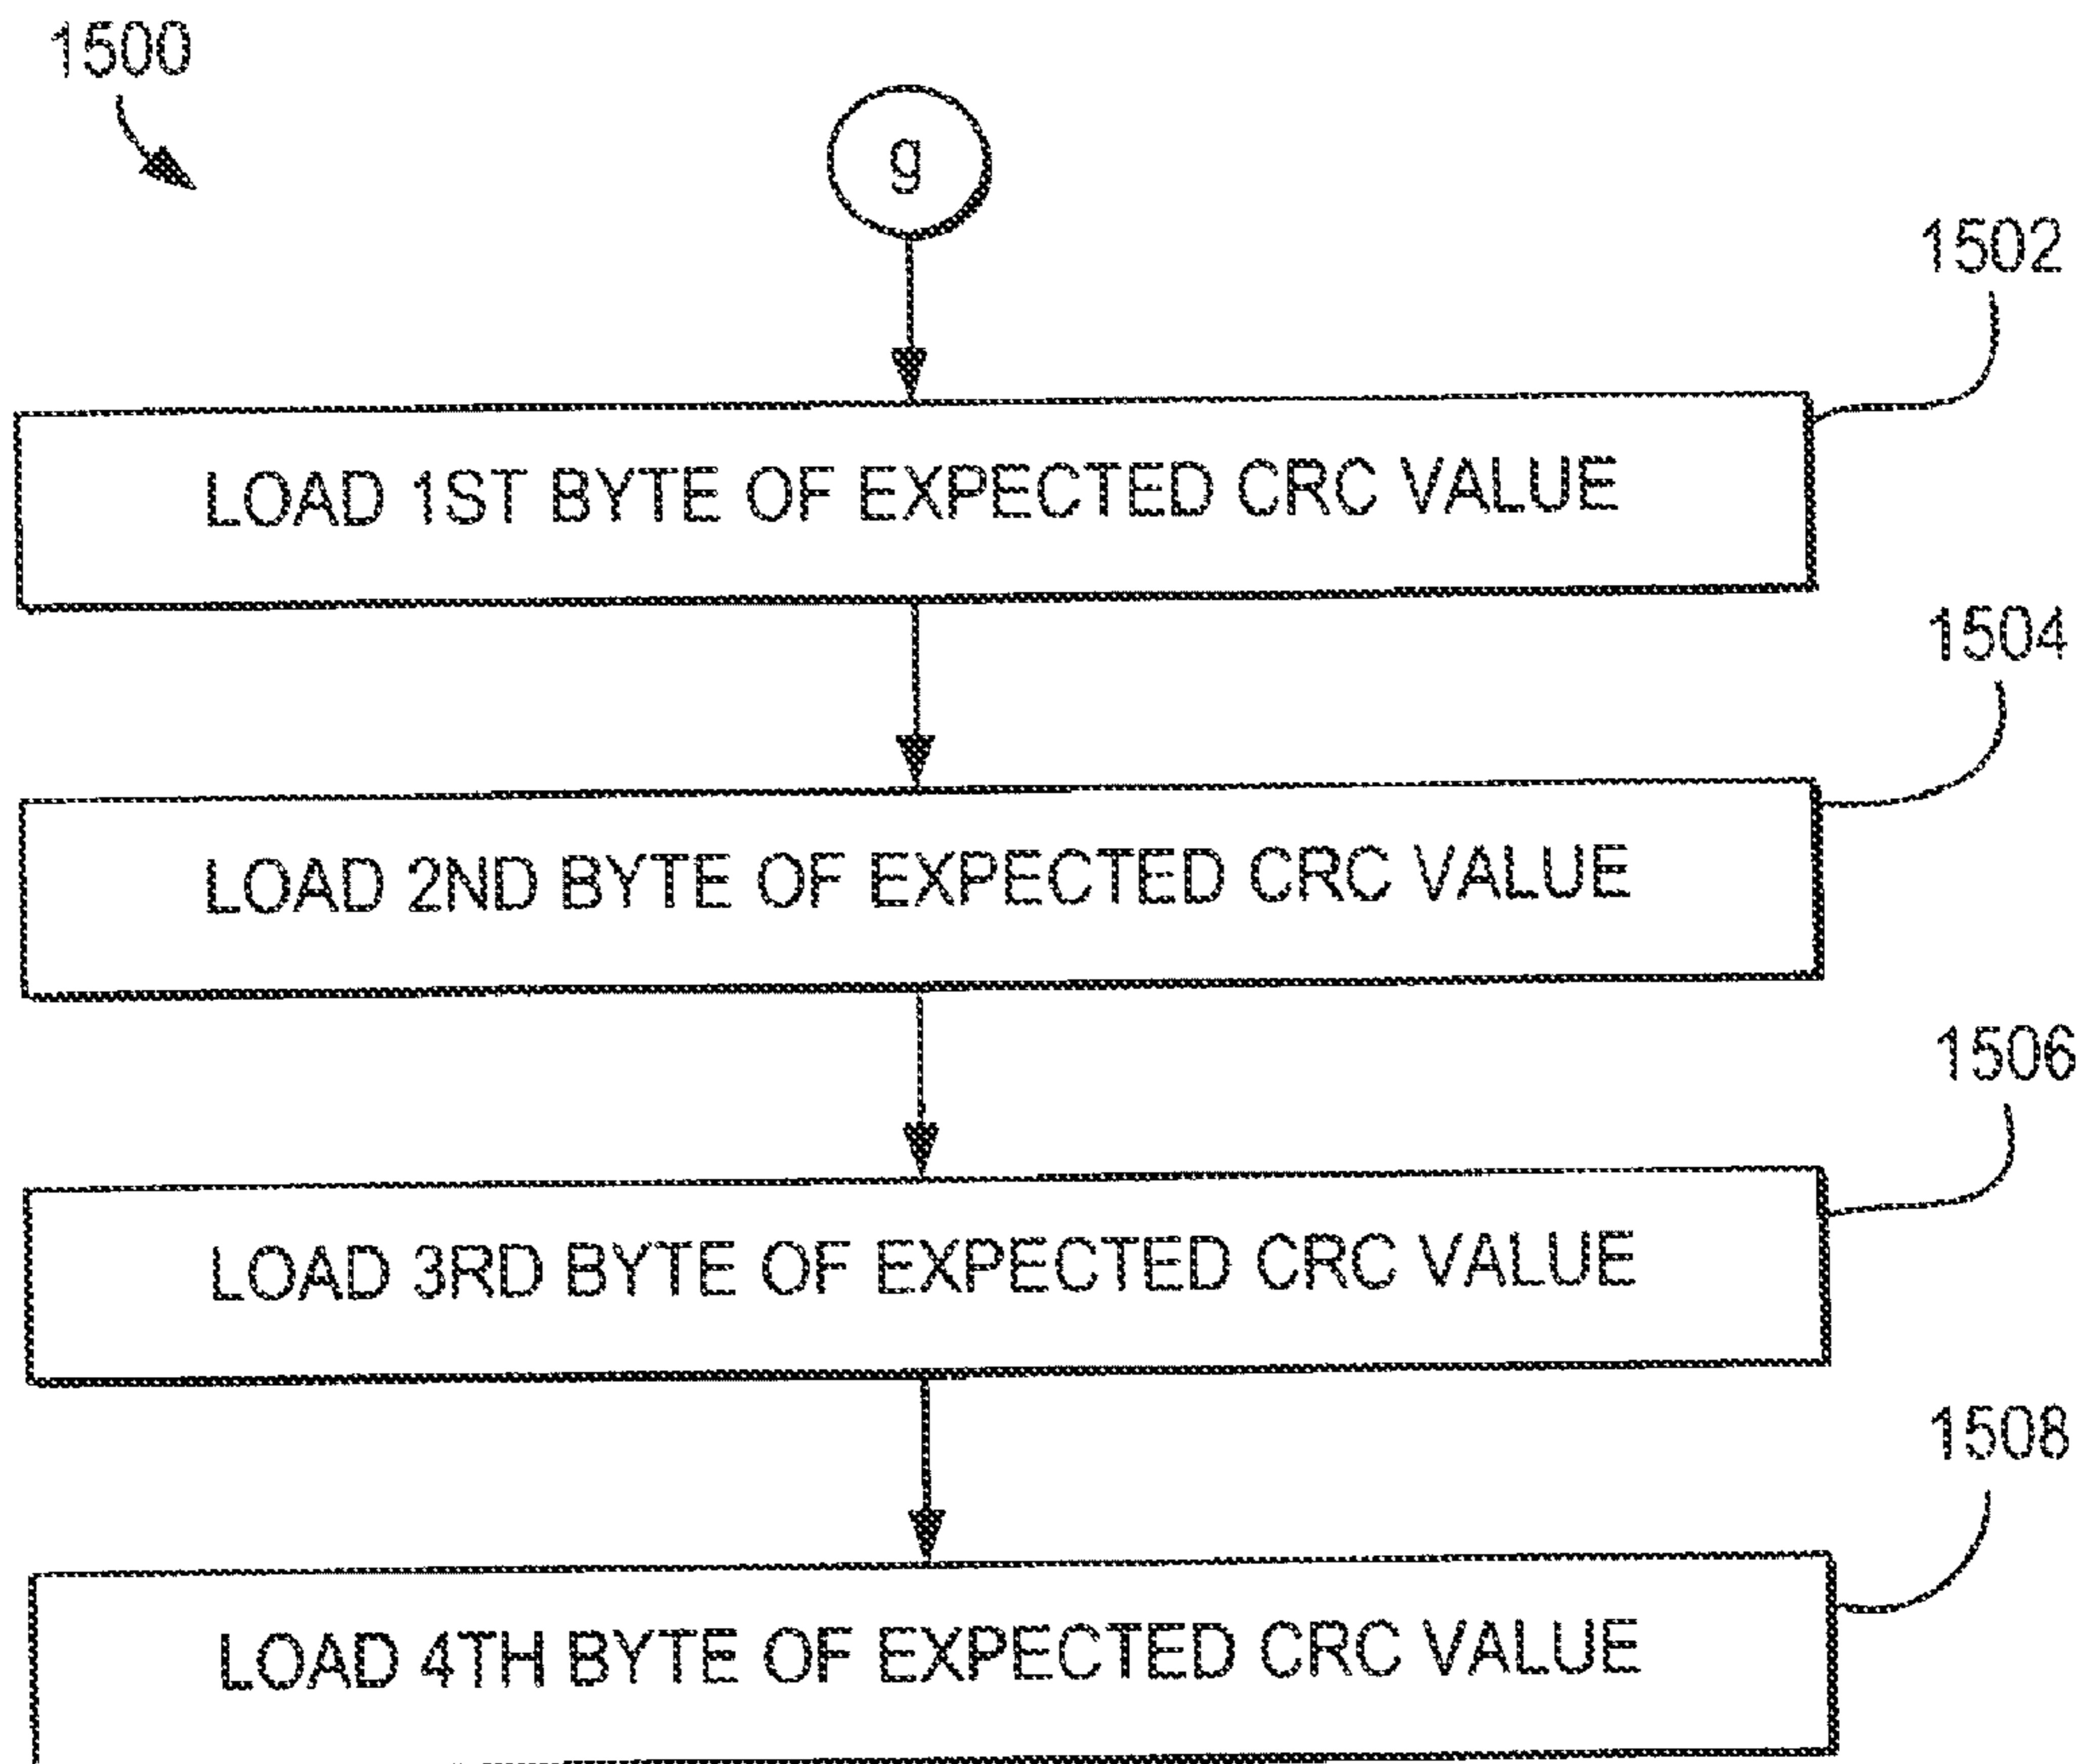 1500
g
1502
LOAD 1ST BYTE OF EXPECTED CRC VALUE
1504
LOAD 2ND BYTE OF EXPECTED CRC VALUE
1506
LOAD 3RD BYTE OF EXPECTED CRC VALUE
1508
LOAD 4TH BYTE OF EXPECTED CRC VALUE